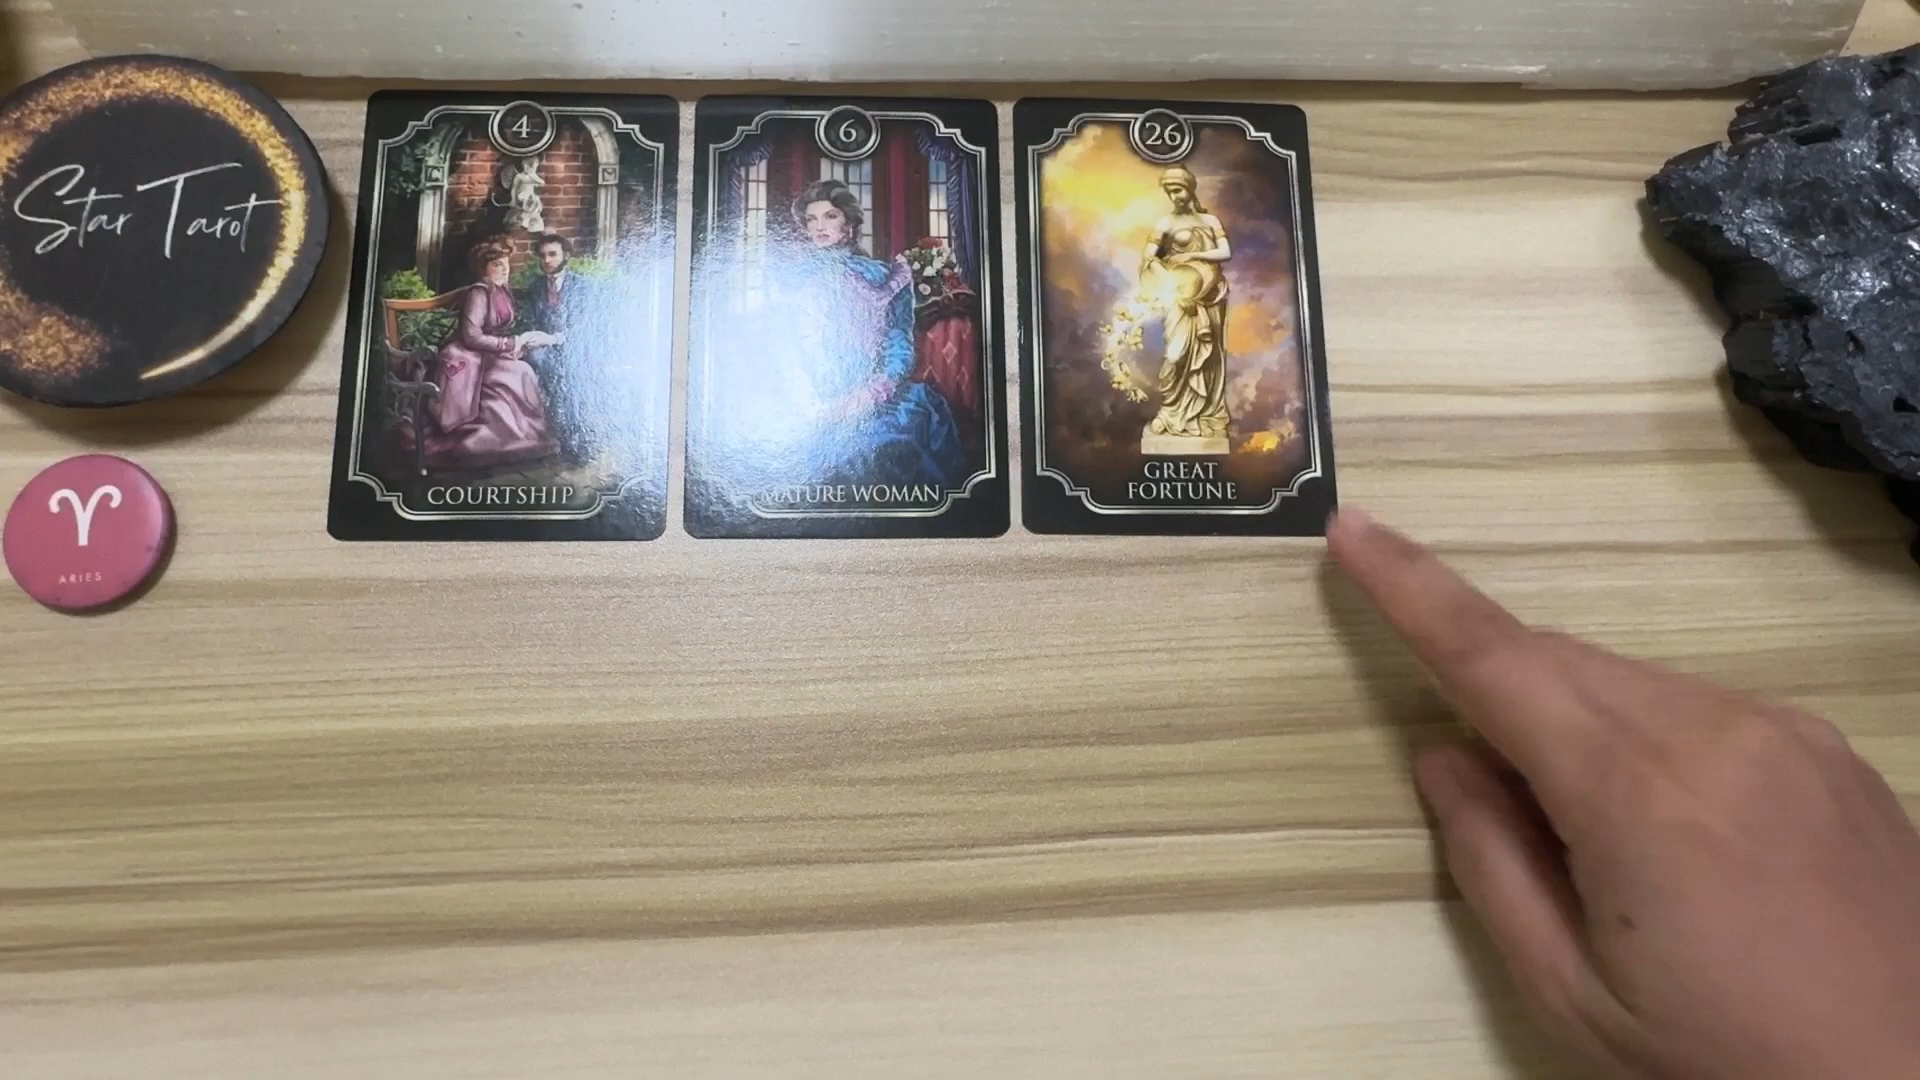 Star Tarot
ARIES
4
COURTSHIP
6
MATURE WOMAN
26
GREAT
FORTUNE